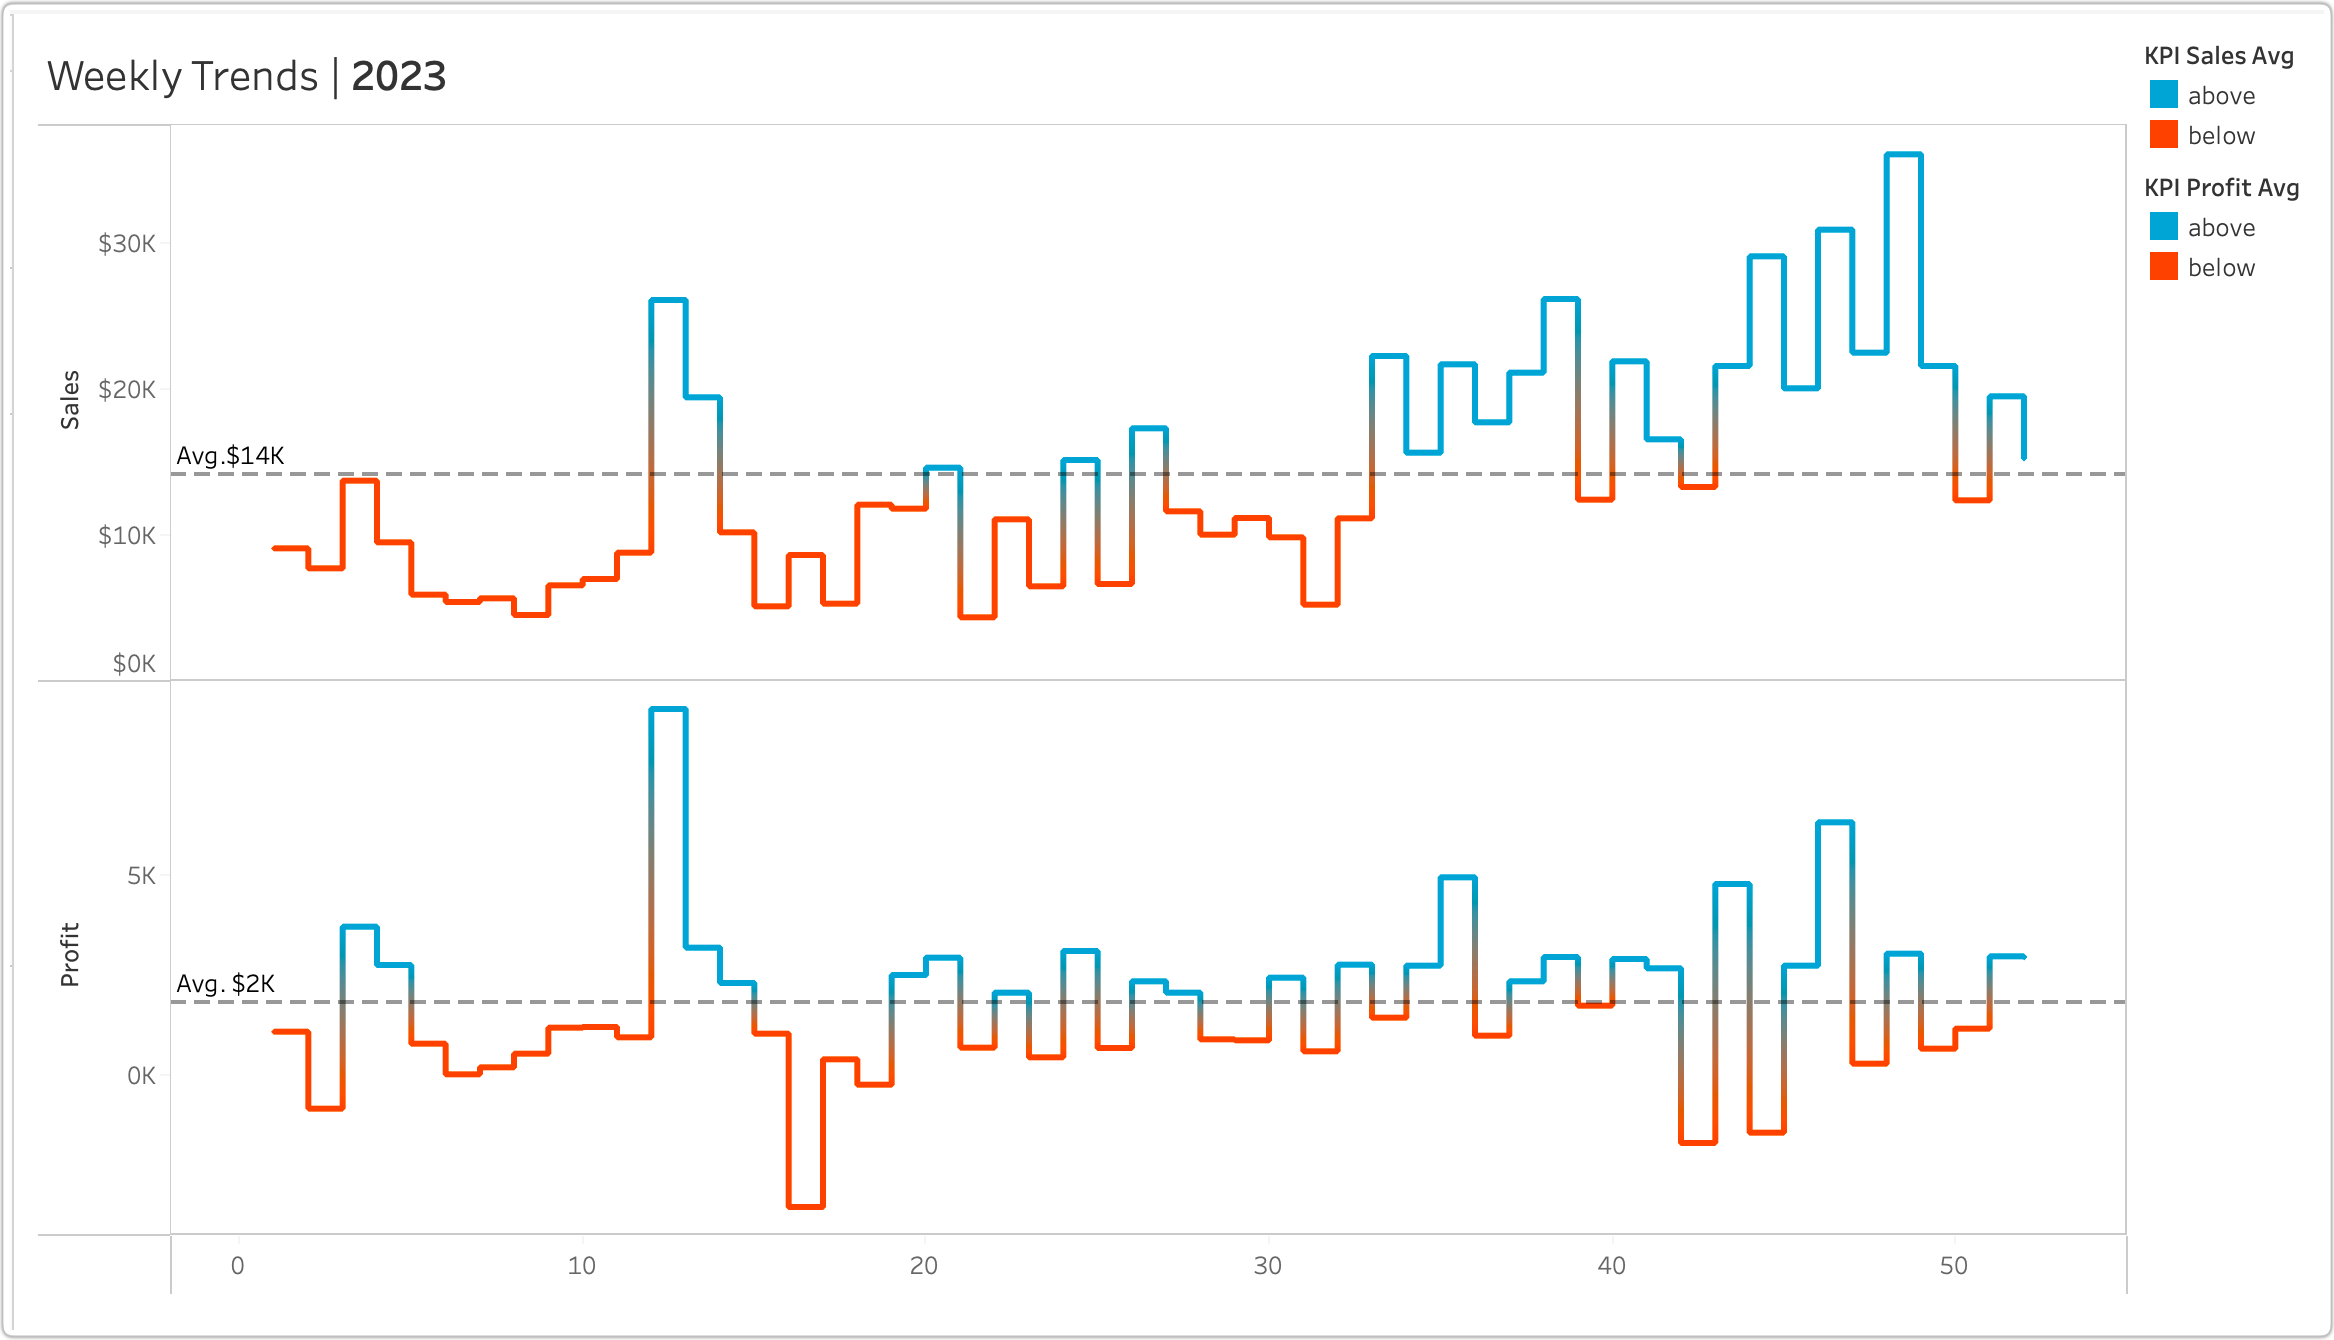 Weekly Trends | 2023
KPI Sales Avg
above
below
KPI Profit Avg
above
below
Sales
$30K
$20K
Avg.$14K
$10K
$0K
Profit
5K
Avg. $2K
0K
0
10
20
30
40
50